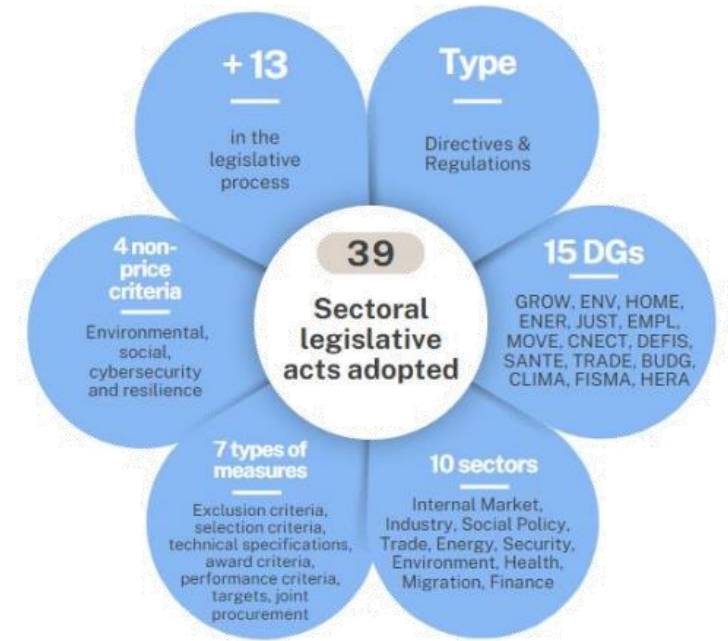 + 13
in the
legislative
process
Type
Directives &
Regulations
4 non-
price
criteria
Environmental,
social,
cybersecurity
and resilience
39
Sectoral
legislative
acts adopted
15 DGs
GROW, ENV, HOME,
ENER, JUST, EMPL,
MOVE, CNECT, DEFIS,
SANTE, TRADE, BUDG,
CLIMA, FISMA, HERA
7 types of
measures
Exclusion criteria,
selection criteria,
technical specifications,
award criteria,
performance criteria,
targets, joint
procurement
10 sectors
Internal Market,
Industry, Social Policy,
Trade, Energy, Security,
Environment, Health,
Migration, Finance